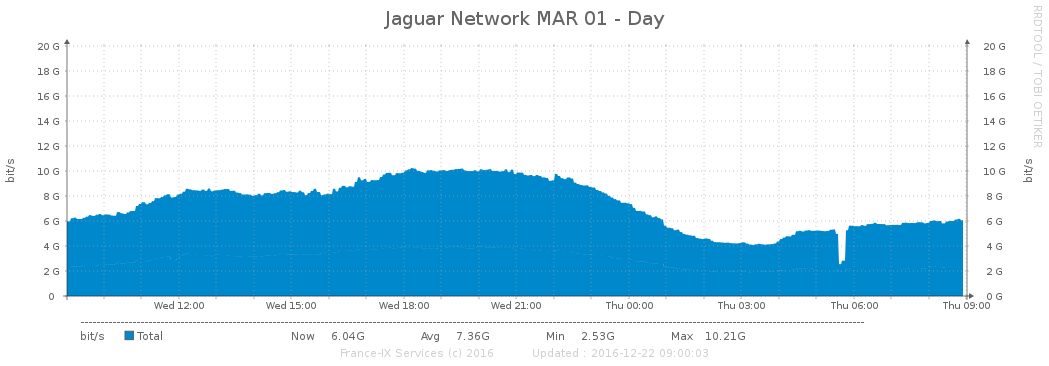 Jaguar Network MAR 01 - Day
RRDTOOL / TOBI OETIKER
bit/s
20 G
18 G
16 G
14 G
12 G
10 G
8 G
6 G
4 G
2 G
0
20 G
18 G
16 G
14 G
12 G
10 G
8 G
6 G
4 G
2 G
0 G
bit/s
Wed 12:00 Wed 15:00 Wed 18:00 Wed 21:00 Thu 00:00 Thu 03:00 Thu 06:00 Thu 09:00
bit/s Total Now 6.04G Avg 7.36G Min 2.53G Max 10.21G
France-IX Services (c) 2016 Updated : 2016-12-22 09:00:03